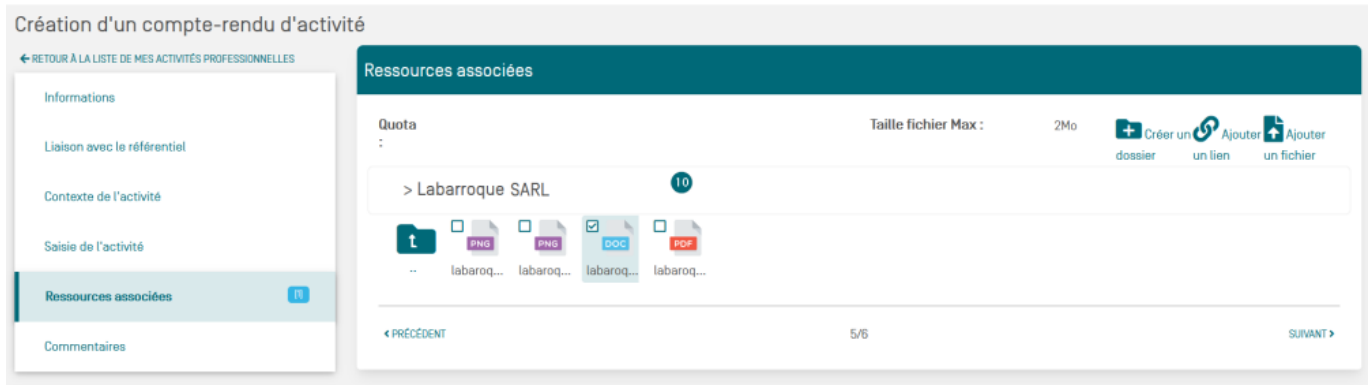 Création d'un compte-rendu d'activité
RETOUR À LA LISTE DE MES ACTIVITÉS PROFESSIONNELLES
Informations
Liaison avec le référentiel
Contexte de l'activité
Saisie de l'activité
Ressources associées
[1]
Commentaires
Ressources associées
Quota :
Taille fichier Max : 2Mo
Créer un dossier
Ajouter un lien
Ajouter un fichier
> Labarroque SARL
10
PNG PNG DOC PDF
.. labaroq... labaroq... labaroq... labaroq...
PRÉCÉDENT 5/6 SUIVANT